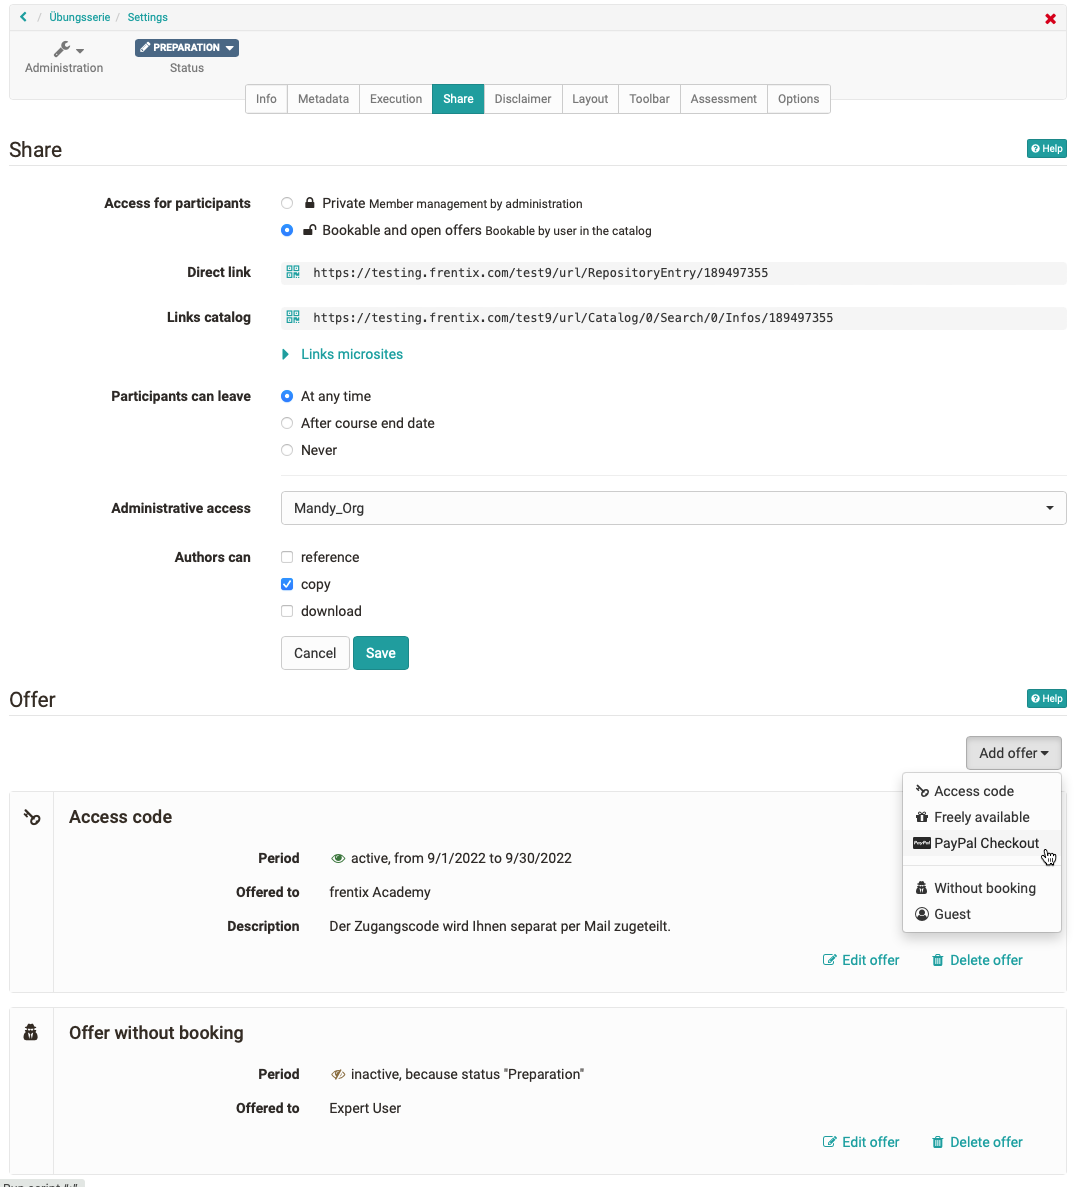 / Übungsserie / Settings
Administration
PREPARATION
Status
Info Metadata Execution Share Disclaimer Layout Toolbar Assessment Options
Share
Help
Access for participants
Private Member management by administration
Bookable and open offers Bookable by user in the catalog
Direct link
https://testing.frentix.com/test9/url/RepositoryEntry/189497355
Links catalog
https://testing.frentix.com/test9/url/Catalog/0/Search/0/Infos/189497355
Links microsites
Participants can leave
At any time
After course end date
Never
Administrative access
Mandy_Org
Authors can
reference
copy
download
Cancel Save
Offer
Help
Add offer
Access code
Freely available
PayPal PayPal Checkout
Without booking
Guest
Access code
Period active, from 9/1/2022 to 9/30/2022
Offered to frentix Academy
Description Der Zugangscode wird Ihnen separat per Mail zugeteilt.
Edit offer Delete offer
Offer without booking
Period inactive, because status "Preparation"
Offered to Expert User
Edit offer Delete offer